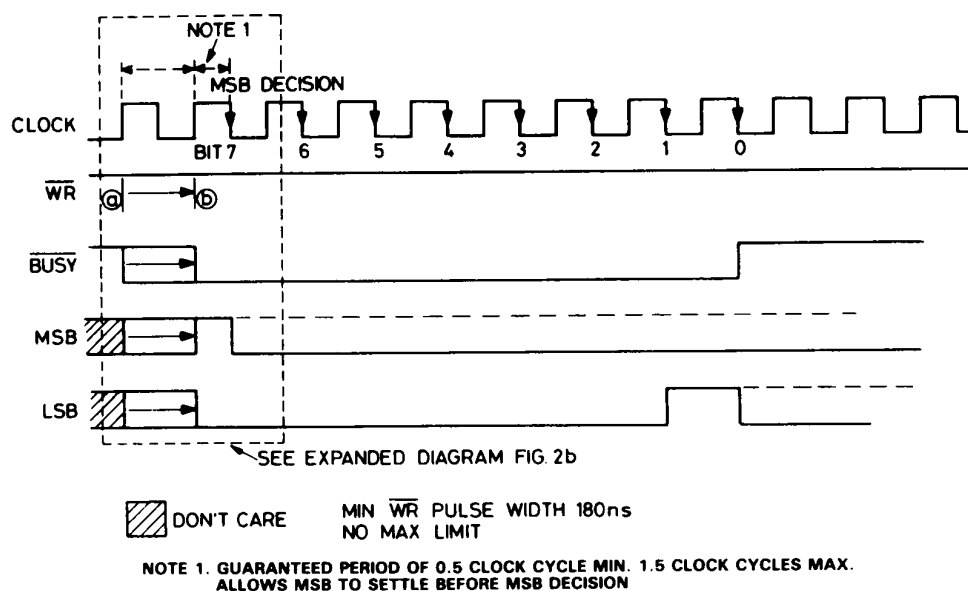 NOTE 1
MSB DECISION
CLOCK
BIT 7 6 5 4 3 2 1 0
WR
ⓐ ⓑ
BUSY
MSB
LSB
SEE EXPANDED DIAGRAM FIG. 2b
DON'T CARE
MIN WR PULSE WIDTH 180ns
NO MAX LIMIT
NOTE 1. GUARANTEED PERIOD OF 0.5 CLOCK CYCLE MIN. 1.5 CLOCK CYCLES MAX.
ALLOWS MSB TO SETTLE BEFORE MSB DECISION